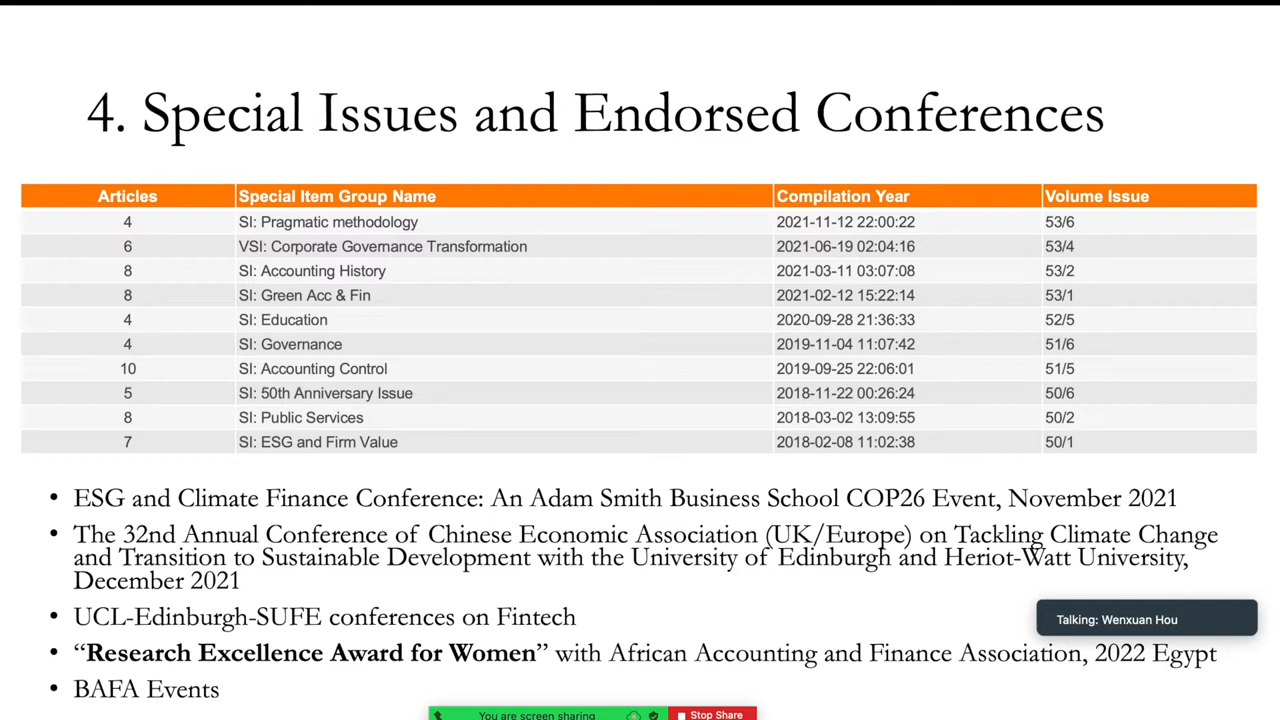 4. Special Issues and Endorsed Conferences
Articles Special Item Group Name Compilation Year Volume Issue
4 SI: Pragmatic methodology 2021-11-12 22:00:22 53/6
6 VSI: Corporate Governance Transformation 2021-06-19 02:04:16 53/4
8 SI: Accounting History 2021-03-11 03:07:08 53/2
8 SI: Green Acc & Fin 2021-02-12 15:22:14 53/1
4 SI: Education 2020-09-28 21:36:33 52/5
4 SI: Governance 2019-11-04 11:07:42 51/6
10 SI: Accounting Control 2019-09-25 22:06:01 51/5
5 SI: 50th Anniversary Issue 2018-11-22 00:26:24 50/6
8 SI: Public Services 2018-03-02 13:09:55 50/2
7 SI: ESG and Firm Value 2018-02-08 11:02:38 50/1
• ESG and Climate Finance Conference: An Adam Smith Business School COP26 Event, November 2021
• The 32nd Annual Conference of Chinese Economic Association (UK/Europe) on Tackling Climate Change
and Transition to Sustainable Development with the University of Edinburgh and Heriot-Watt University,
December 2021
• UCL-Edinburgh-SUFE conferences on Fintech
Talking: Wenxuan Hou
• “Research Excellence Award for Women” with African Accounting and Finance Association, 2022 Egypt
• BAFA Events
You are screen sharing Stop Share